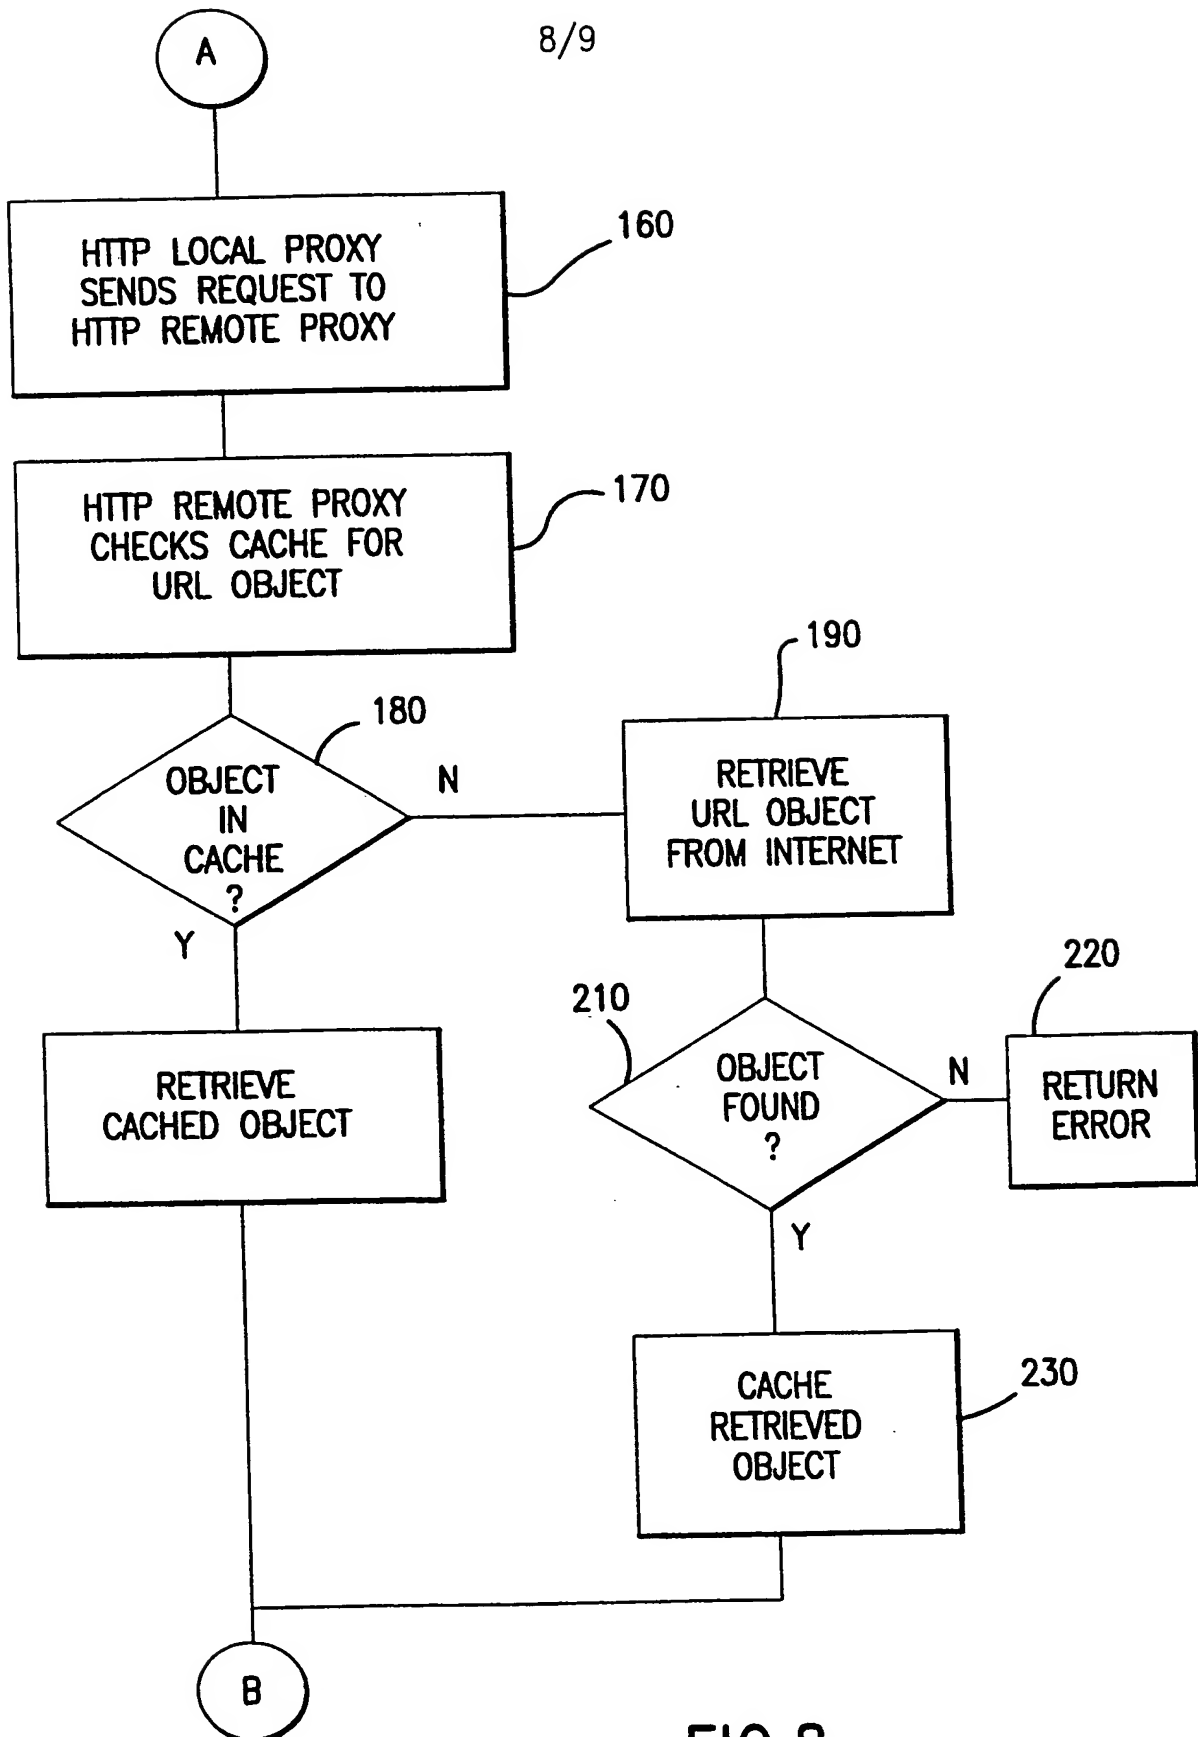 A
8/9
HTTP LOCAL PROXY
SENDS REQUEST TO
HTTP REMOTE PROXY
160
HTTP REMOTE PROXY
CHECKS CACHE FOR
URL OBJECT
170
180
OBJECT
IN
CACHE
?
N
Y
190
RETRIEVE
URL OBJECT
FROM INTERNET
RETRIEVE
CACHED OBJECT
210
OBJECT
FOUND
?
N
Y
220
RETURN
ERROR
CACHE
RETRIEVED
OBJECT
230
B